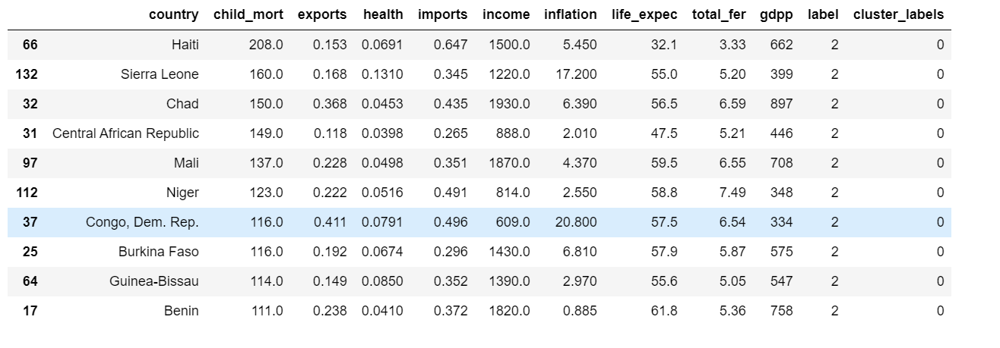 country child_mort exports health imports income inflation life_expec total_fer gdpp label cluster_labels
66 Haiti 208.0 0.153 0.0691 0.647 1500.0 5.450 32.1 3.33 662 2 0
132 Sierra Leone 160.0 0.168 0.1310 0.345 1220.0 17.200 55.0 5.20 399 2 0
32 Chad 150.0 0.368 0.0453 0.435 1930.0 6.390 56.5 6.59 897 2 0
31 Central African Republic 149.0 0.118 0.0398 0.265 888.0 2.010 47.5 5.21 446 2 0
97 Mali 137.0 0.228 0.0498 0.351 1870.0 4.370 59.5 6.55 708 2 0
112 Niger 123.0 0.222 0.0516 0.491 814.0 2.550 58.8 7.49 348 2 0
37 Congo, Dem. Rep. 116.0 0.411 0.0791 0.496 609.0 20.800 57.5 6.54 334 2 0
25 Burkina Faso 116.0 0.192 0.0674 0.296 1430.0 6.810 57.9 5.87 575 2 0
64 Guinea-Bissau 114.0 0.149 0.0850 0.352 1390.0 2.970 55.6 5.05 547 2 0
17 Benin 111.0 0.238 0.0410 0.372 1820.0 0.885 61.8 5.36 758 2 0